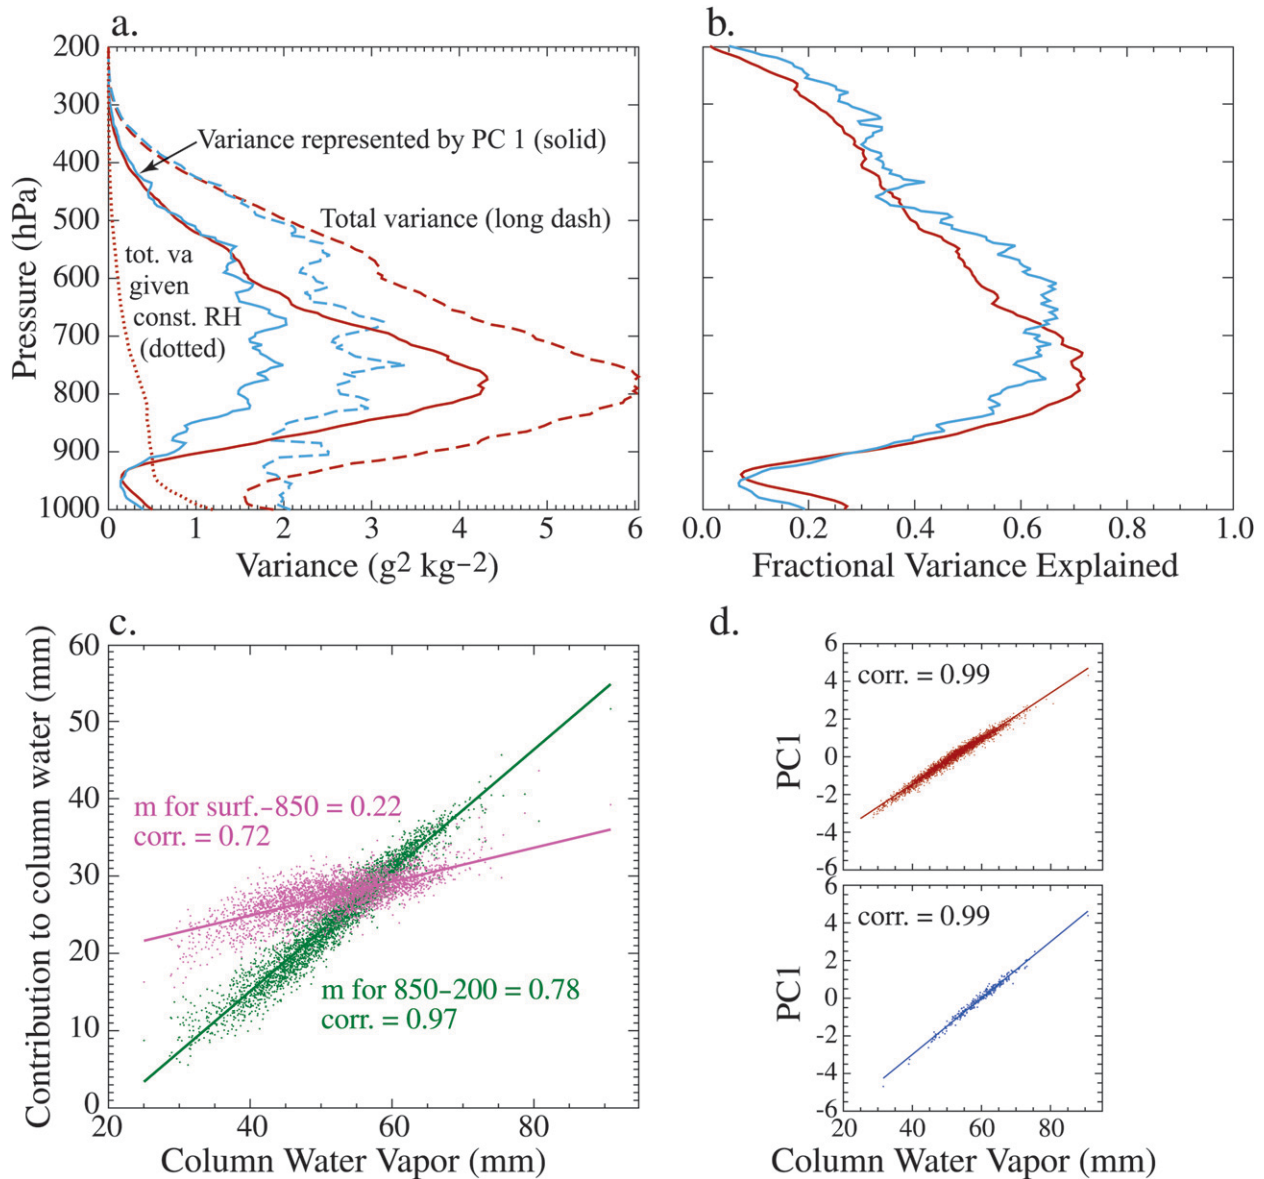 a.
200
300
400
500
600
700
800
900
1000
Pressure (hPa)
Variance represented by PC 1 (solid)
Total variance (long dash)
tot. va
given
const. RH
(dotted)
0 1 2 3 4 5 6
Variance (g2 kg−2)
b.
0.0 0.2 0.4 0.6 0.8 1.0
Fractional Variance Explained
c.
60
50
40
30
20
10
0
Contribution to column water (mm)
m for surf.−850 = 0.22
corr. = 0.72
m for 850−200 = 0.78
corr. = 0.97
20 40 60 80
Column Water Vapor (mm)
d.
6
4
2
0
-2
-4
-6
PC1
corr. = 0.99
6
4
2
0
-2
-4
-6
PC1
corr. = 0.99
20 40 60 80
Column Water Vapor (mm)